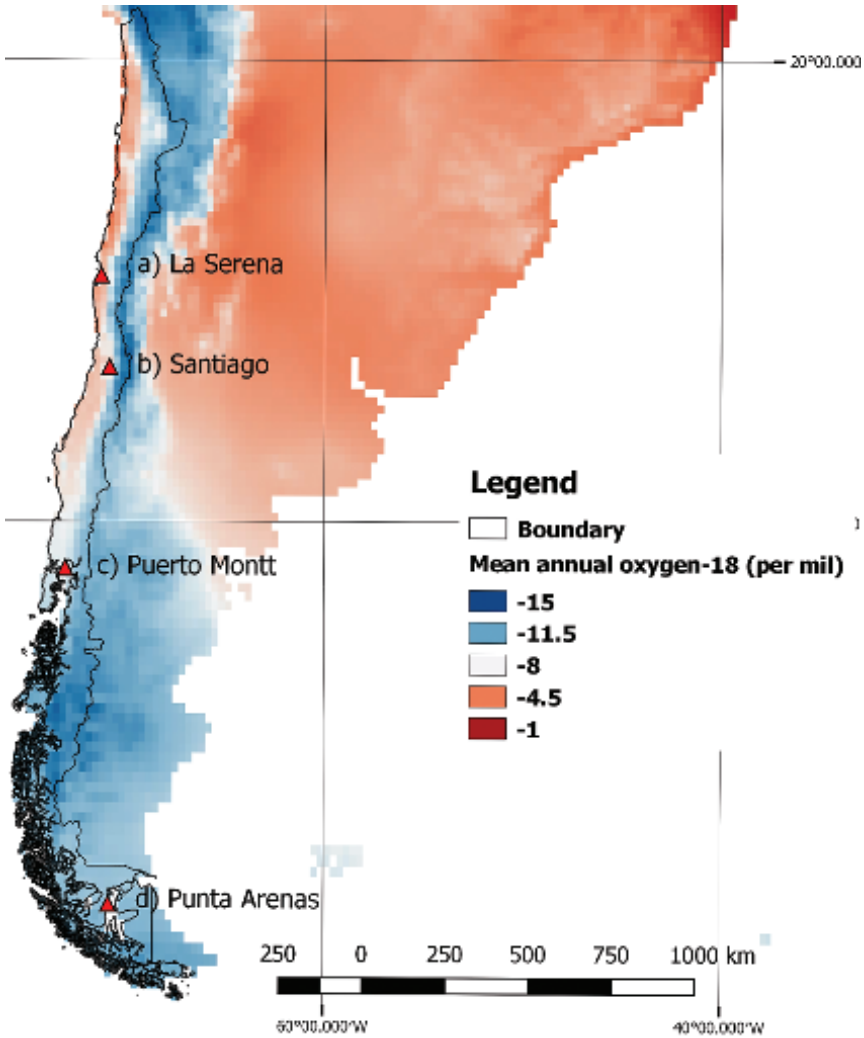 20°00.000
a) La Serena
b) Santiago
Legend
Boundary
c) Puerto Montt
Mean annual oxygen-18 (per mil)
-15
-11.5
-8
-4.5
-1
d) Punta Arenas
250 0 250 500 750 1000 km
60°00.000'W 40°00.000'W